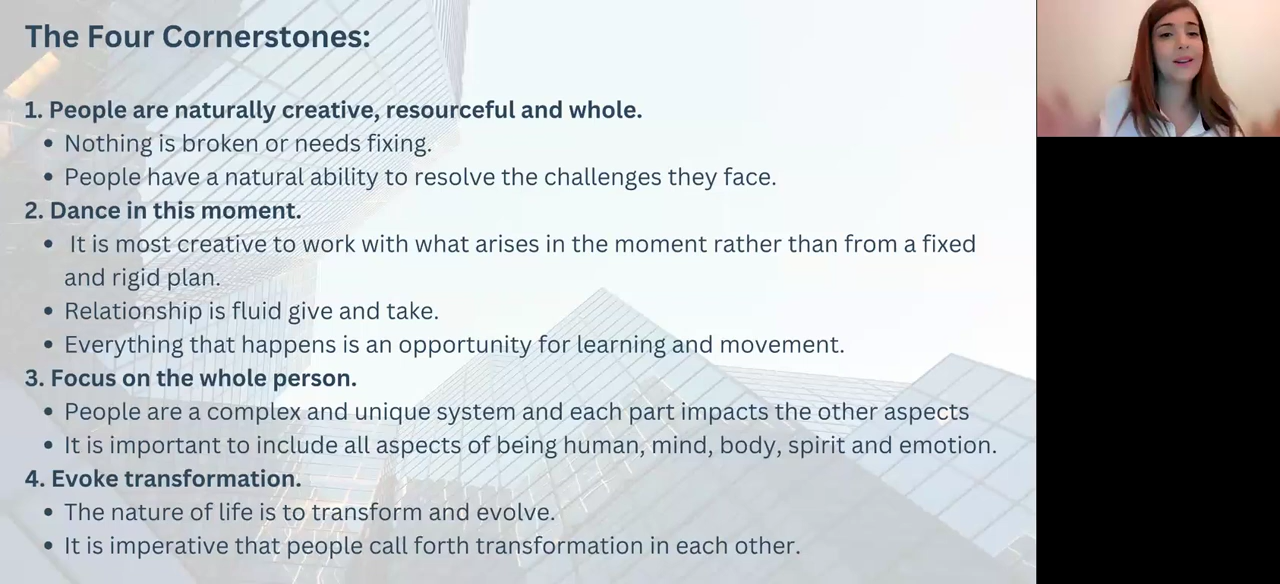 The Four Cornerstones:
1. People are naturally creative, resourceful and whole.
• Nothing is broken or needs fixing.
• People have a natural ability to resolve the challenges they face.
2. Dance in this moment.
• It is most creative to work with what arises in the moment rather than from a fixed
and rigid plan.
• Relationship is fluid give and take.
• Everything that happens is an opportunity for learning and movement.
3. Focus on the whole person.
• People are a complex and unique system and each part impacts the other aspects
• It is important to include all aspects of being human, mind, body, spirit and emotion.
4. Evoke transformation.
• The nature of life is to transform and evolve.
• It is imperative that people call forth transformation in each other.